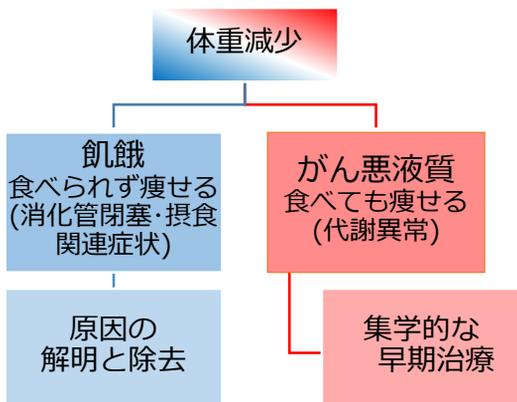 体重減少
飢餓
食べられず痩せる
(消化管閉塞･摂食
関連症状)
がん悪液質
食べても痩せる
(代謝異常)
原因の
解明と除去
集学的な
早期治療